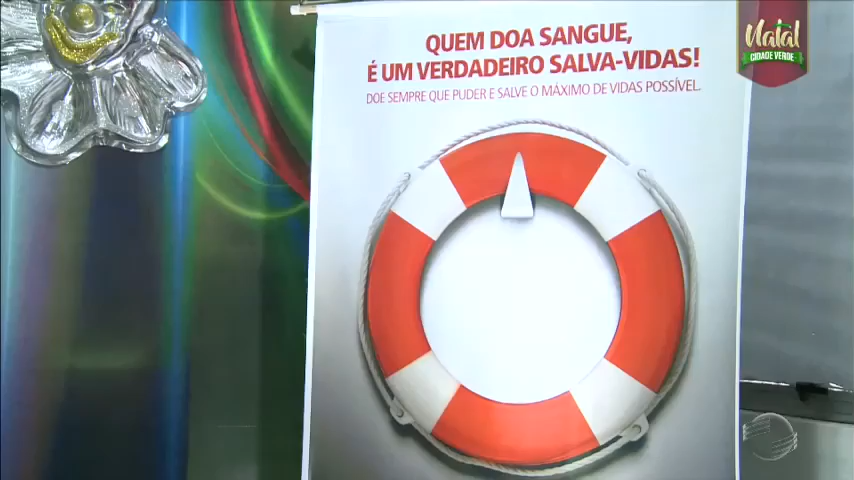 QUEM DOA SANGUE,
É UM VERDADEIRO SALVA-VIDAS!
DOE SEMPRE QUE PUDER E SALVE O MÁXIMO DE VIDAS POSSÍVEL.
Natal
CIDADE VERDE